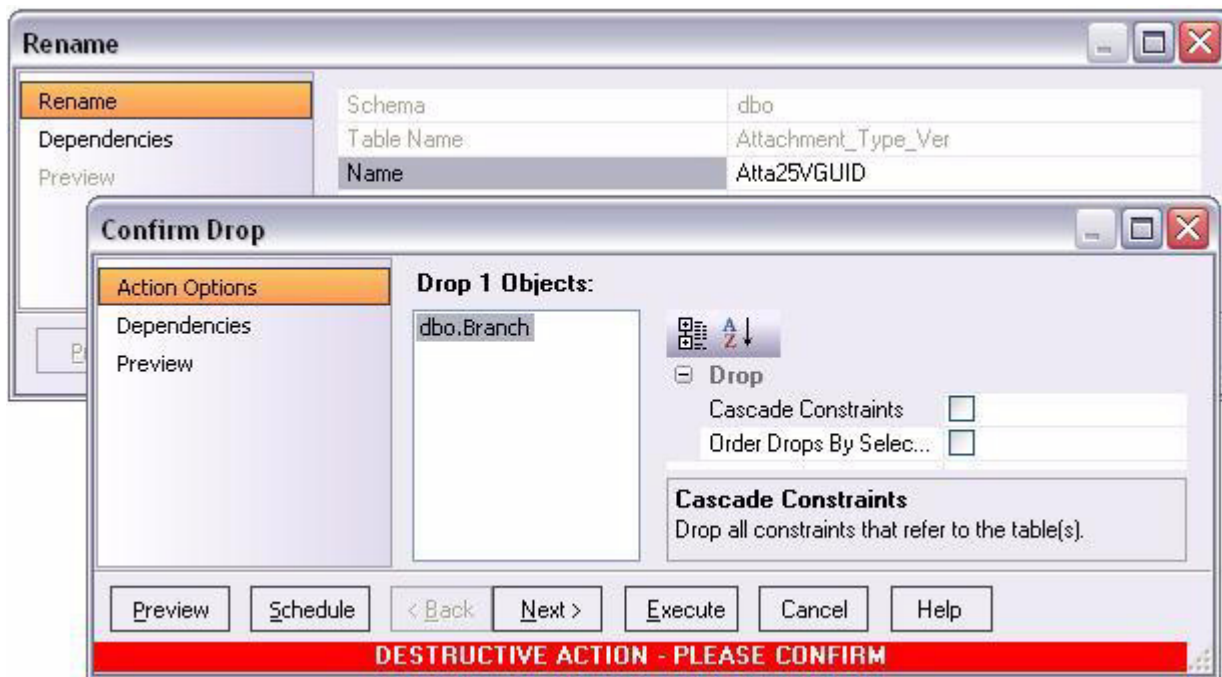 Rename
Rename
Schema dbo
Dependencies
Table Name Attachment_Type_Ver
Preview
Name Atta25VGUID
Confirm Drop
Action Options
Dependencies
Preview
Drop 1 Objects:
dbo.Branch
Drop
Cascade Constraints
Order Drops By Selec...
Cascade Constraints
Drop all constraints that refer to the table(s).
Preview Schedule < Back Next > Execute Cancel Help
DESTRUCTIVE ACTION - PLEASE CONFIRM